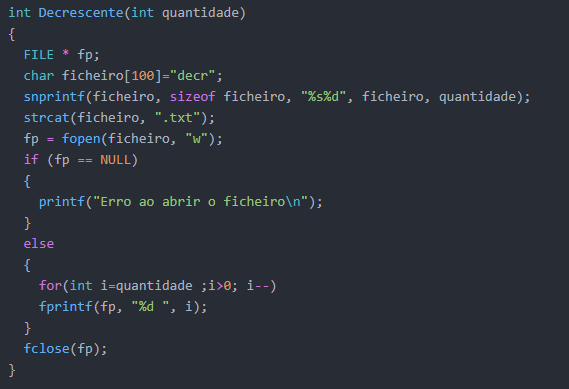 int Decrescente(int quantidade)
{
  FILE * fp;
  char ficheiro[100]="decr";
  snprintf(ficheiro, sizeof ficheiro, "%s%d", ficheiro, quantidade);
  strcat(ficheiro, ".txt");
  fp = fopen(ficheiro, "w");
  if (fp == NULL)
  {
    printf("Erro ao abrir o ficheiro\n");
  }
  else
  {
    for(int i=quantidade ;i>0; i--)
    fprintf(fp, "%d ", i);
  }
  fclose(fp);
}